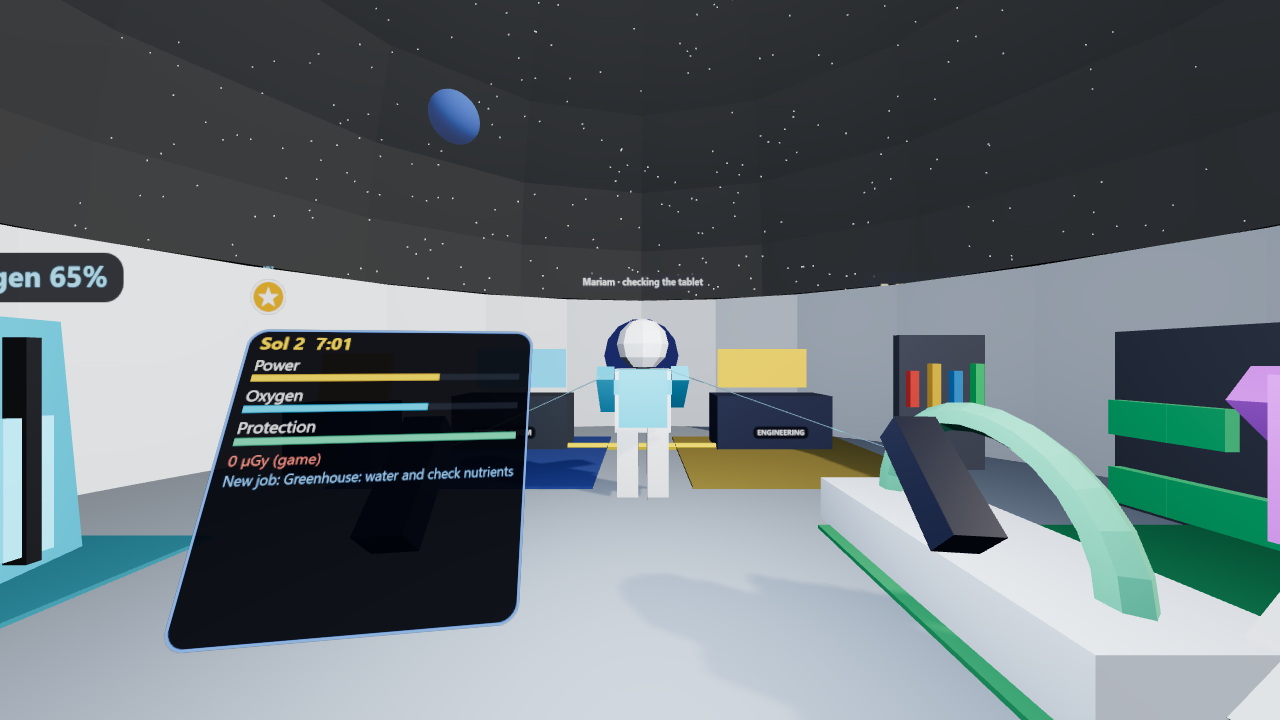 gen 65%
Mariam - checking the tablet
Sol 2 7:01
Power
Oxygen
Protection
0 µGy (game)
New job: Greenhouse: water and check nutrients
ENGINEERING